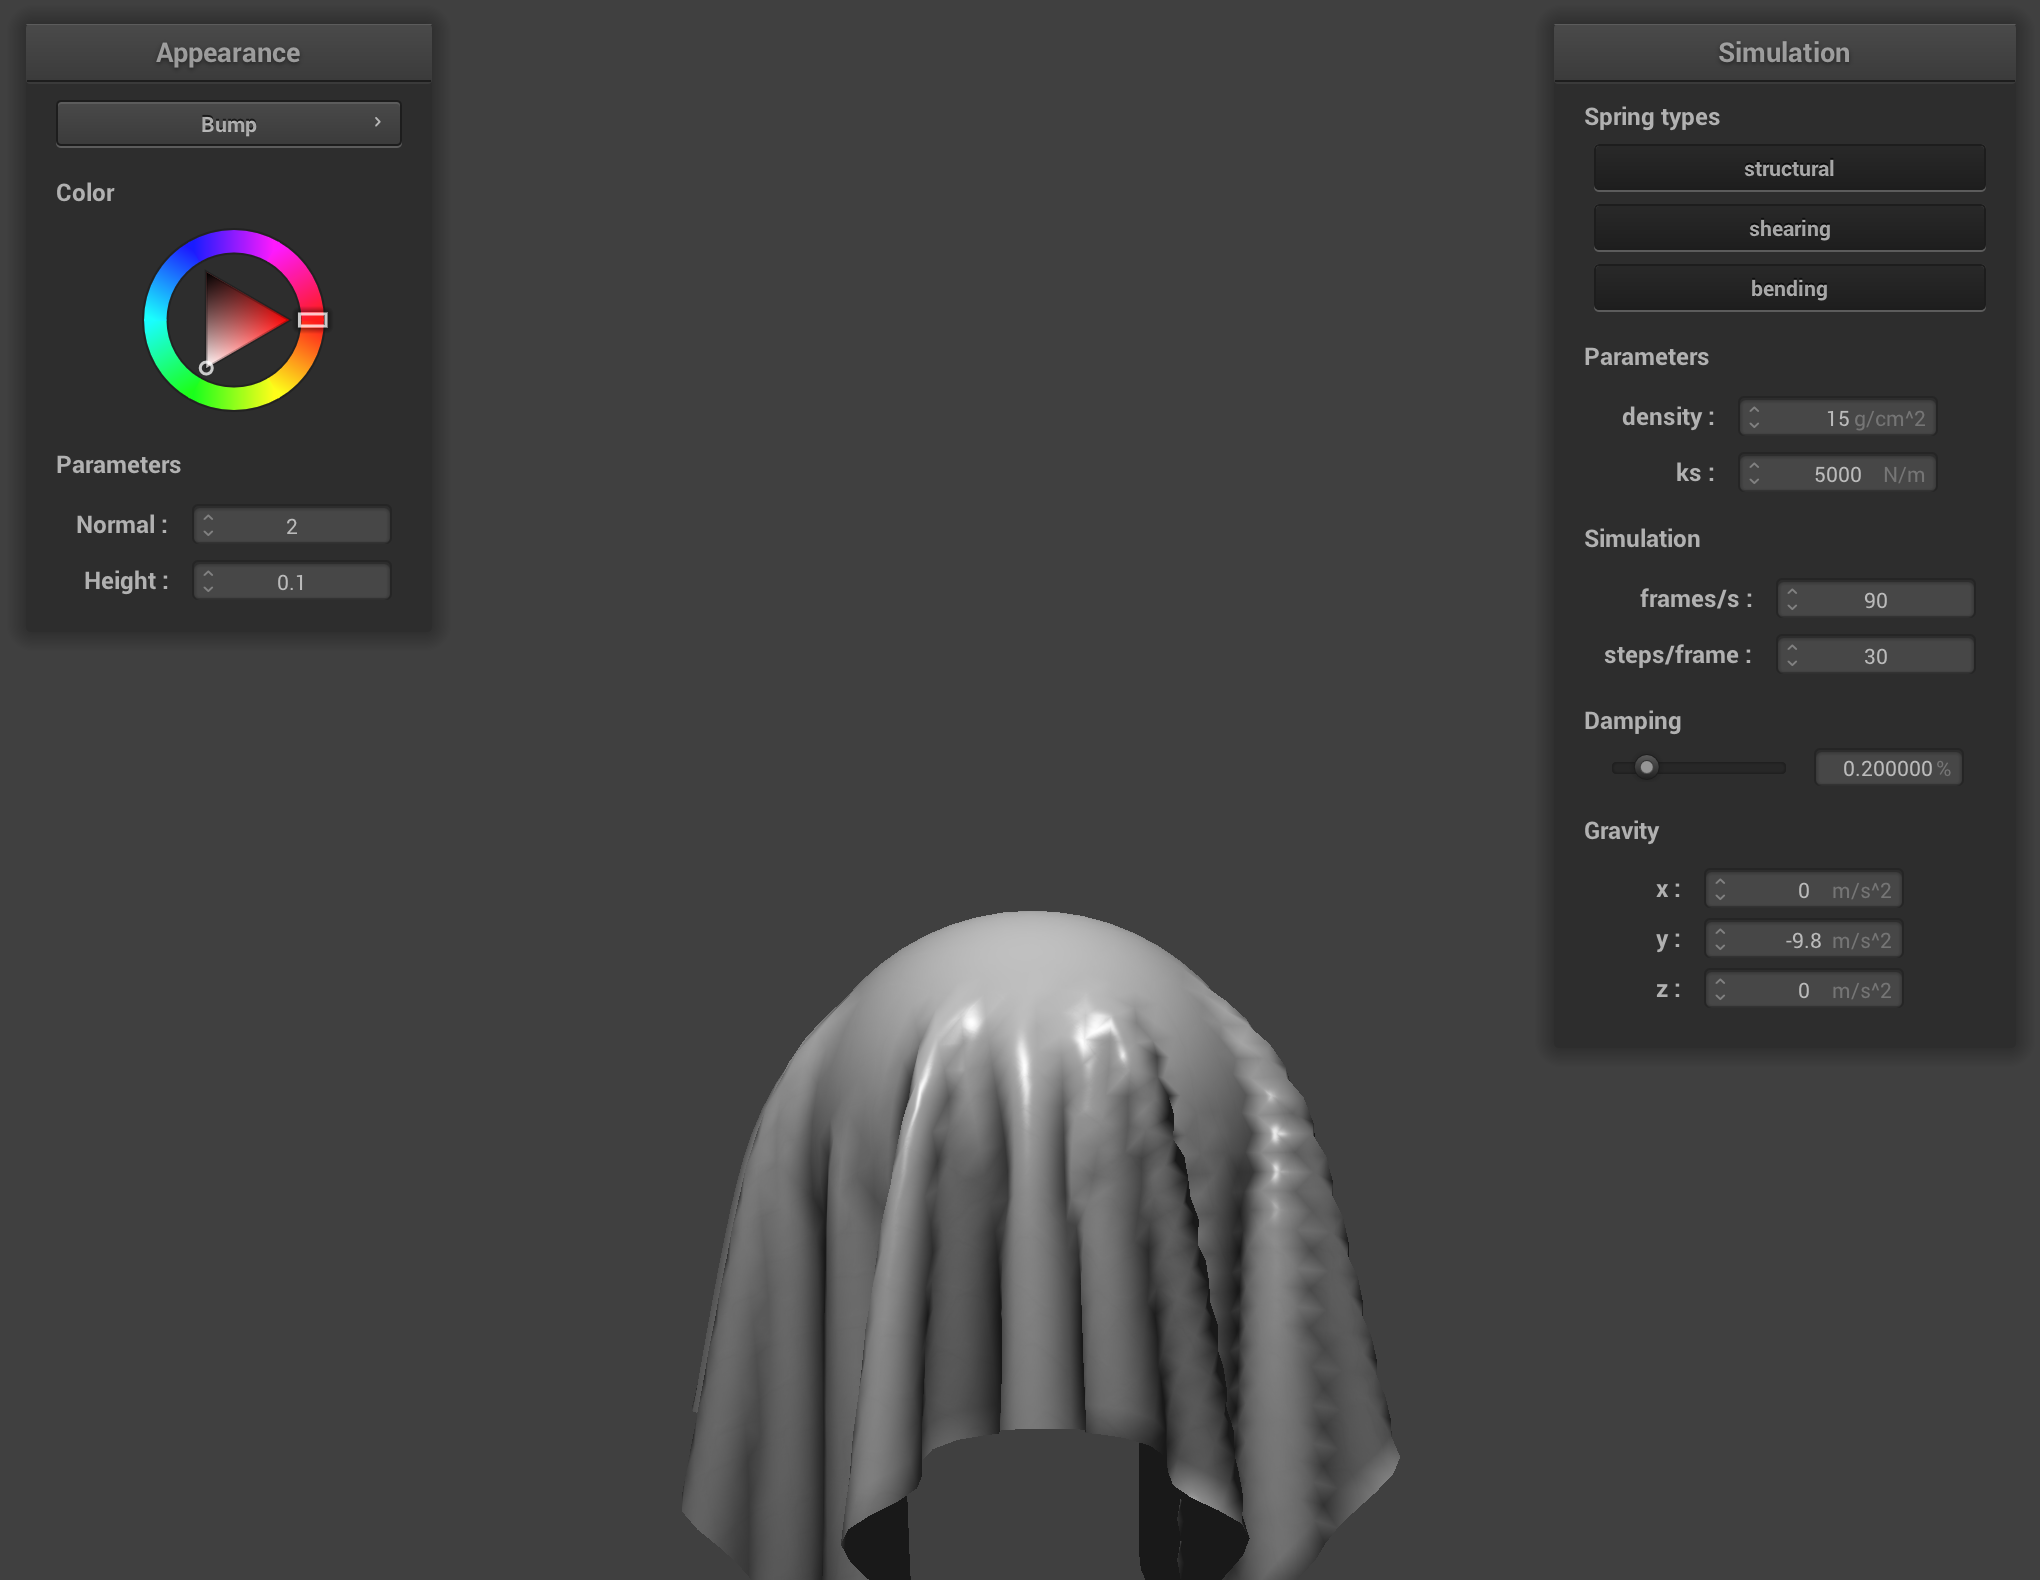 Appearance
Bump
Color
Parameters
Normal : 2
Height : 0.1
Simulation
Spring types
structural
shearing
bending
Parameters
density : 15 g/cm^2
ks : 5000 N/m
Simulation
frames/s : 90
steps/frame : 30
Damping
0.200000 %
Gravity
x : 0 m/s^2
y : -9.8 m/s^2
z : 0 m/s^2